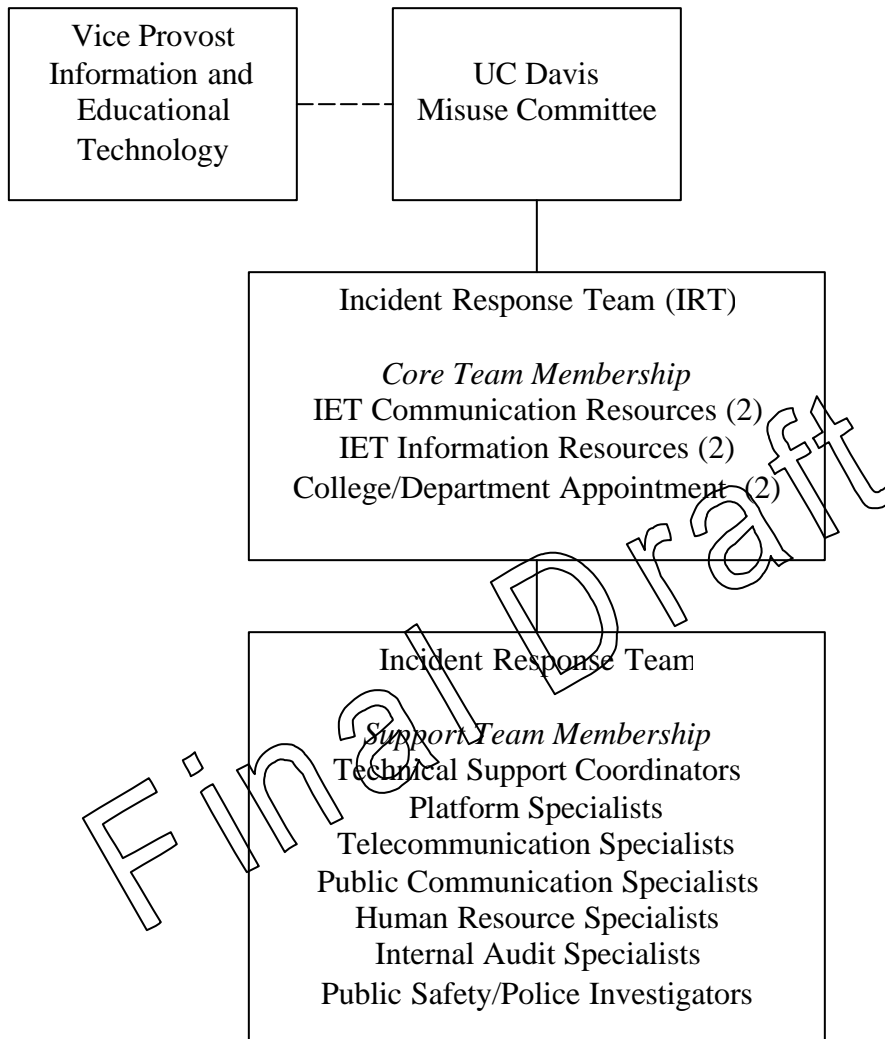 Vice Provost
Information and
Educational
Technology
UC Davis
Misuse Committee
Incident Response Team (IRT)
Core Team Membership
IET Communication Resources (2)
IET Information Resources (2)
College/Department Appointment (2)
Incident Response Team
Support Team Membership
Technical Support Coordinators
Platform Specialists
Telecommunication Specialists
Public Communication Specialists
Human Resource Specialists
Internal Audit Specialists
Public Safety/Police Investigators
Final Draft